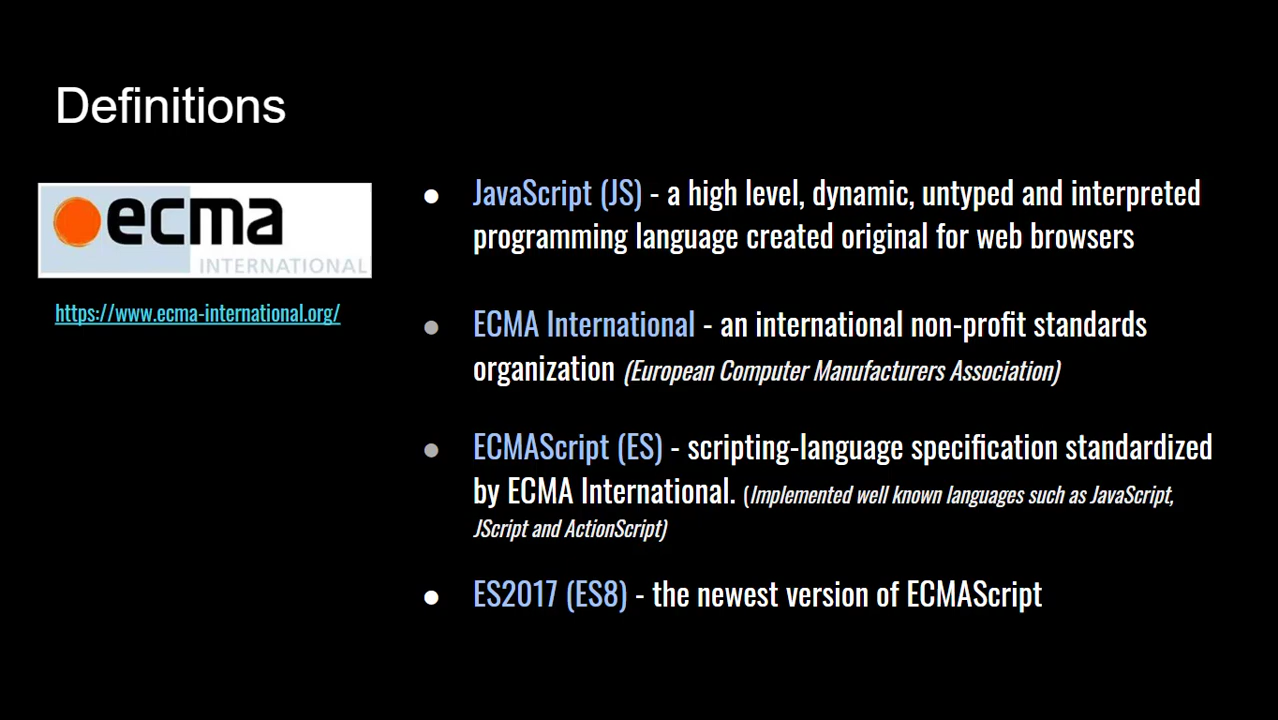 Definitions
ecma
INTERNATIONAL
https://www.ecma-international.org/
● JavaScript (JS) - a high level, dynamic, untyped and interpreted
programming language created original for web browsers
● ECMA International - an international non-profit standards
organization (European Computer Manufacturers Association)
● ECMAScript (ES) - scripting-language specification standardized
by ECMA International. (Implemented well known languages such as JavaScript,
JScript and ActionScript)
● ES2017 (ES8) - the newest version of ECMAScript